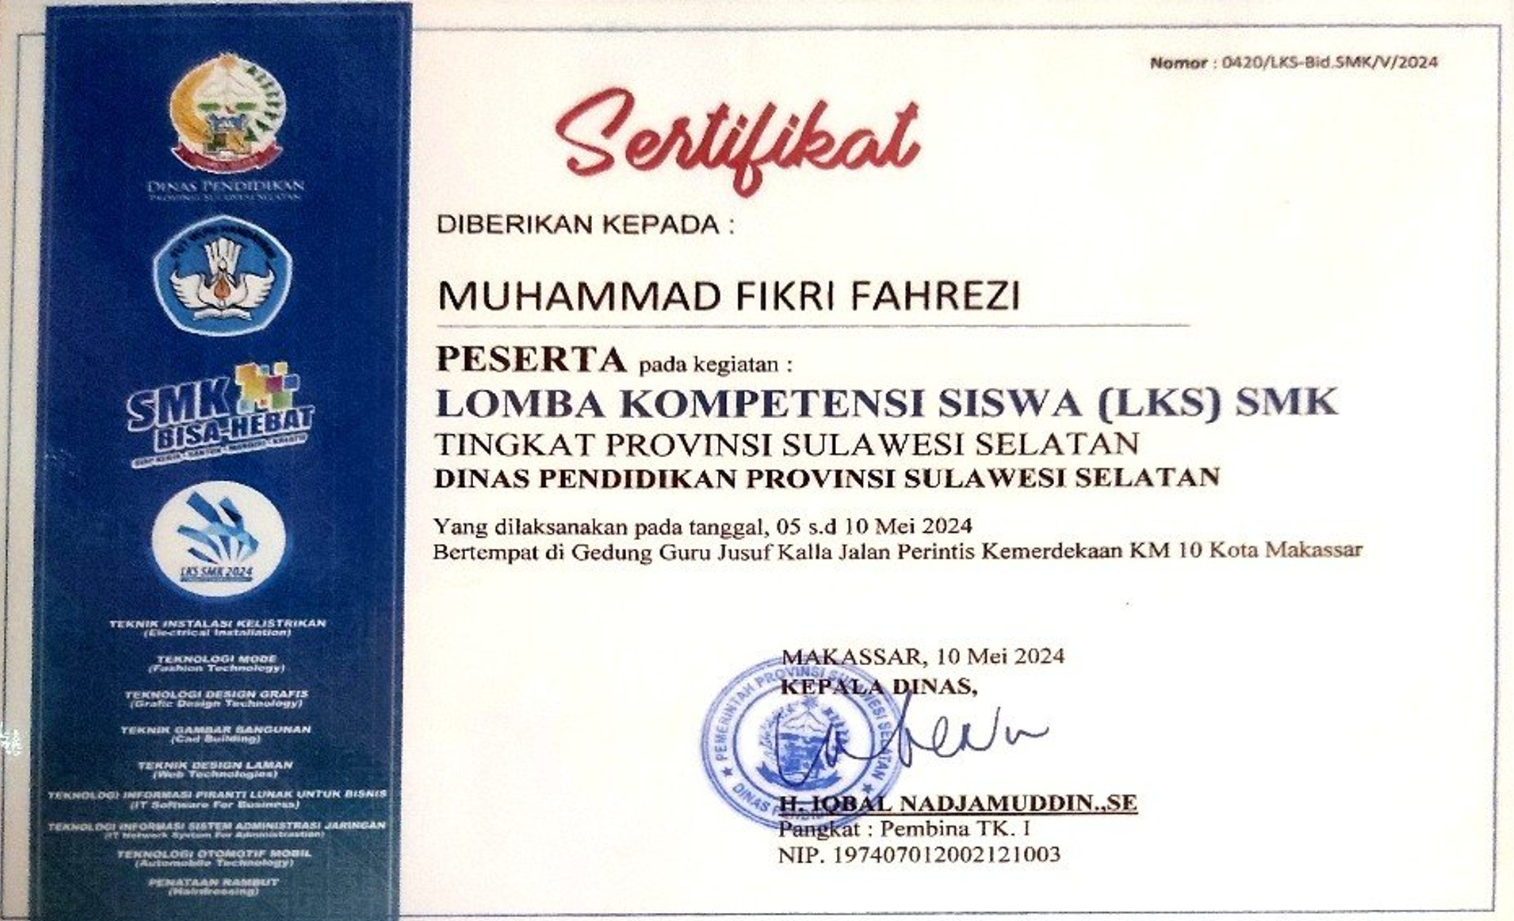 Nomor : 0420/LKS-Bid.SMK/V/2024
Sertifikat
DIBERIKAN KEPADA :
MUHAMMAD FIKRI FAHREZI
PESERTA pada kegiatan :
LOMBA KOMPETENSI SISWA (LKS) SMK
TINGKAT PROVINSI SULAWESI SELATAN
DINAS PENDIDIKAN PROVINSI SULAWESI SELATAN
Yang dilaksanakan pada tanggal, 05 s.d 10 Mei 2024
Bertempat di Gedung Guru Jusuf Kalla Jalan Perintis Kemerdekaan KM 10 Kota Makassar
MAKASSAR, 10 Mei 2024
KEPALA DINAS,
PEMERINTAH PROVINSI SULAWESI SELATAN
DINAS
H. IQBAL NADJAMUDDIN.,SE
Pangkat : Pembina TK. I
NIP. 197407012002121003
DINAS PENDIDIKAN
PROVINSI SULAWESI SELATAN
TUT WURI HANDAYANI
SMK
BISA-HEBAT
LKS SMK 2024
TEKNIK INSTALASI KELISTRIKAN
(Electrical Installation)
TEKNOLOGI MODE
(Fashion Technology)
TEKNOLOGI DESIGN GRAFIS
(Grafic Design Technology)
TEKNIK GAMBAR BANGUNAN
(Cad Building)
TEKNIK DESIGN LAMAN
(Web Technologies)
TEKNOLOGI INFORMASI PIRANTI LUNAK UNTUK BISNIS
(IT Software For Business)
TEKNOLOGI INFORMASI SISTEM ADMINISTRASI JARINGAN
(IT Network System For Administrastion)
TEKNOLOGI OTOMOTIF MOBIL
(Automobile Technology)
PENATAAN RAMBUT
(Hairdressing)